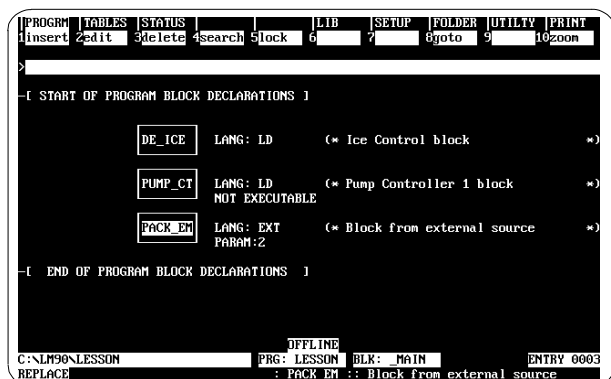 PROGRM TABLES STATUS LIB SETUP FOLDER UTILTY PRINT
1insert 2edit 3delete 4search 5lock 6 7 8goto 9 10zoom
>
[ START OF PROGRAM BLOCK DECLARATIONS ]
DE_ICE LANG: LD (* Ice Control block *)
PUMP_CT LANG: LD (* Pump Controller 1 block *)
NOT EXECUTABLE
PACK_EM LANG: EXT (* Block from external source *)
PARAM:2
[ END OF PROGRAM BLOCK DECLARATIONS ]
OFFLINE
C:\LM90\LESSON PRG: LESSON BLK: _MAIN ENTRY 0003
REPLACE : PACK_EM :: Block from external source